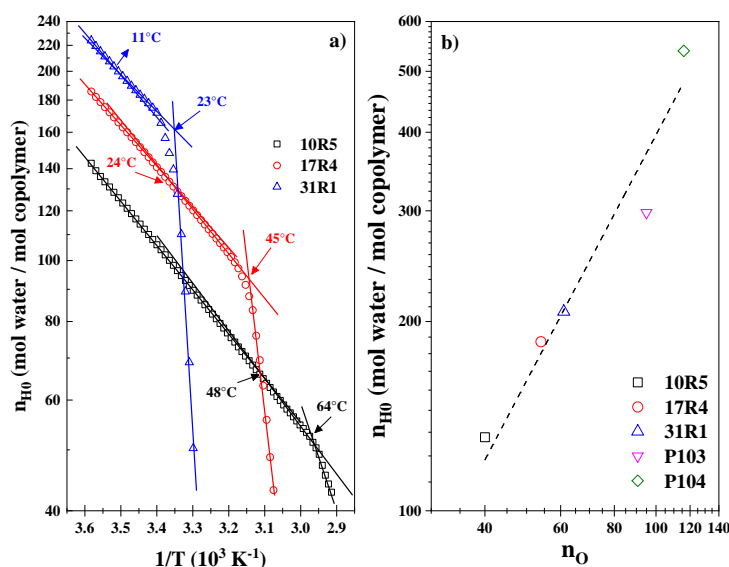 a)
240
220
200
180
160
140
120
100
80
60
40
3.6
3.5
3.4
3.3
3.2
3.1
3.0
2.9
n_H0 (mol water / mol copolymer)
1/T (10³ K⁻¹)
11°C
23°C
24°C
45°C
48°C
64°C
10R5
17R4
31R1
b)
600
500
400
300
200
100
40
60
80
100
120
140
n_H0 (mol water / mol copolymer)
n_O
10R5
17R4
31R1
P103
P104